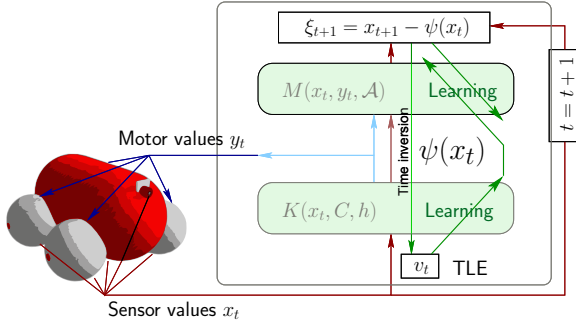 ξ_{t+1} = x_{t+1} − ψ(x_t)
M(x_t, y_t, 𝒜)
Learning
t = t + 1
Motor values y_t
Time inversion
ψ(x_t)
K(x_t, C, h)
Learning
v_t
TLE
Sensor values x_t